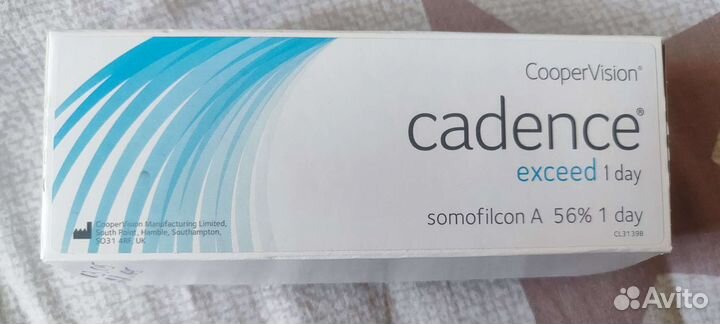 CooperVision®
cadence®
exceed 1 day
somofilcon A 56% 1 day
CL3139B
CooperVision Manufacturing Limited,
South Point, Hamble, Southampton,
SO31 4RF, UK
Avito